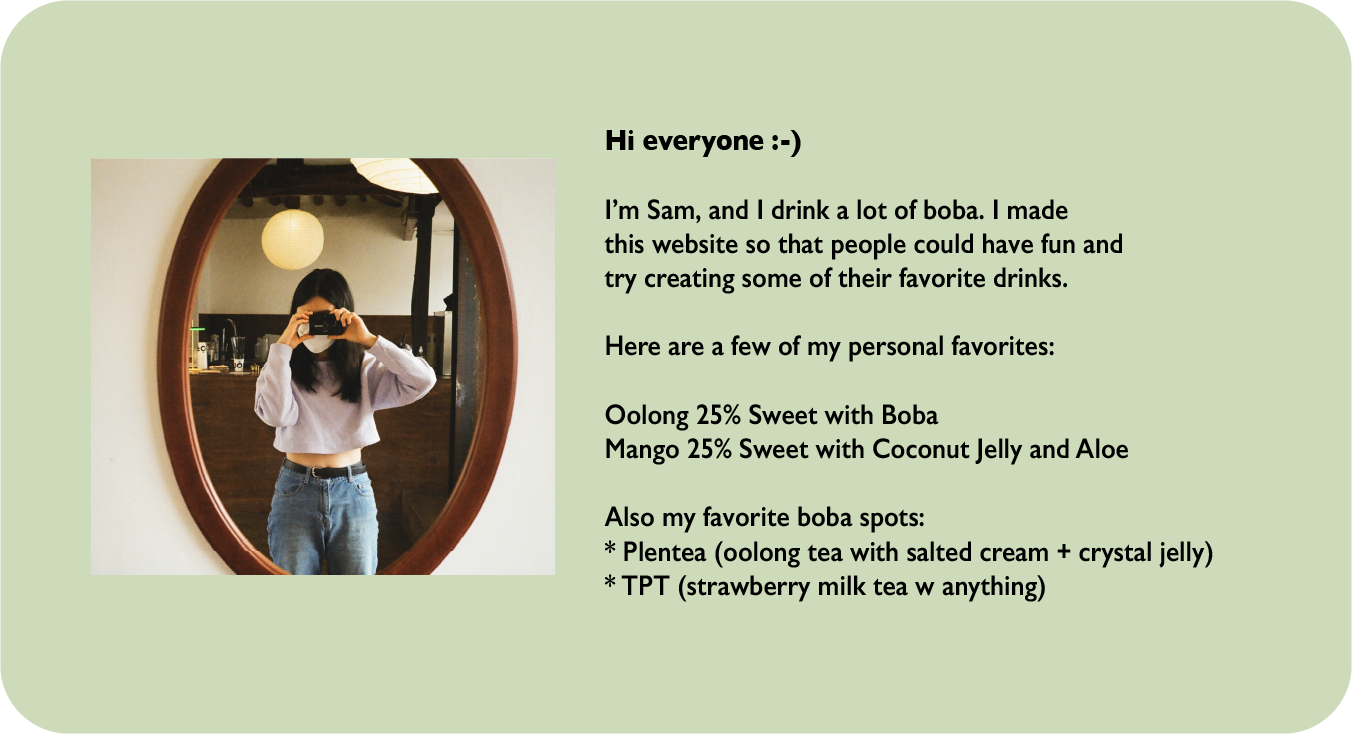 Hi everyone :-)
I’m Sam, and I drink a lot of boba. I made
this website so that people could have fun and
try creating some of their favorite drinks.
Here are a few of my personal favorites:
Oolong 25% Sweet with Boba
Mango 25% Sweet with Coconut Jelly and Aloe
Also my favorite boba spots:
* Plentea (oolong tea with salted cream + crystal jelly)
* TPT (strawberry milk tea w anything)